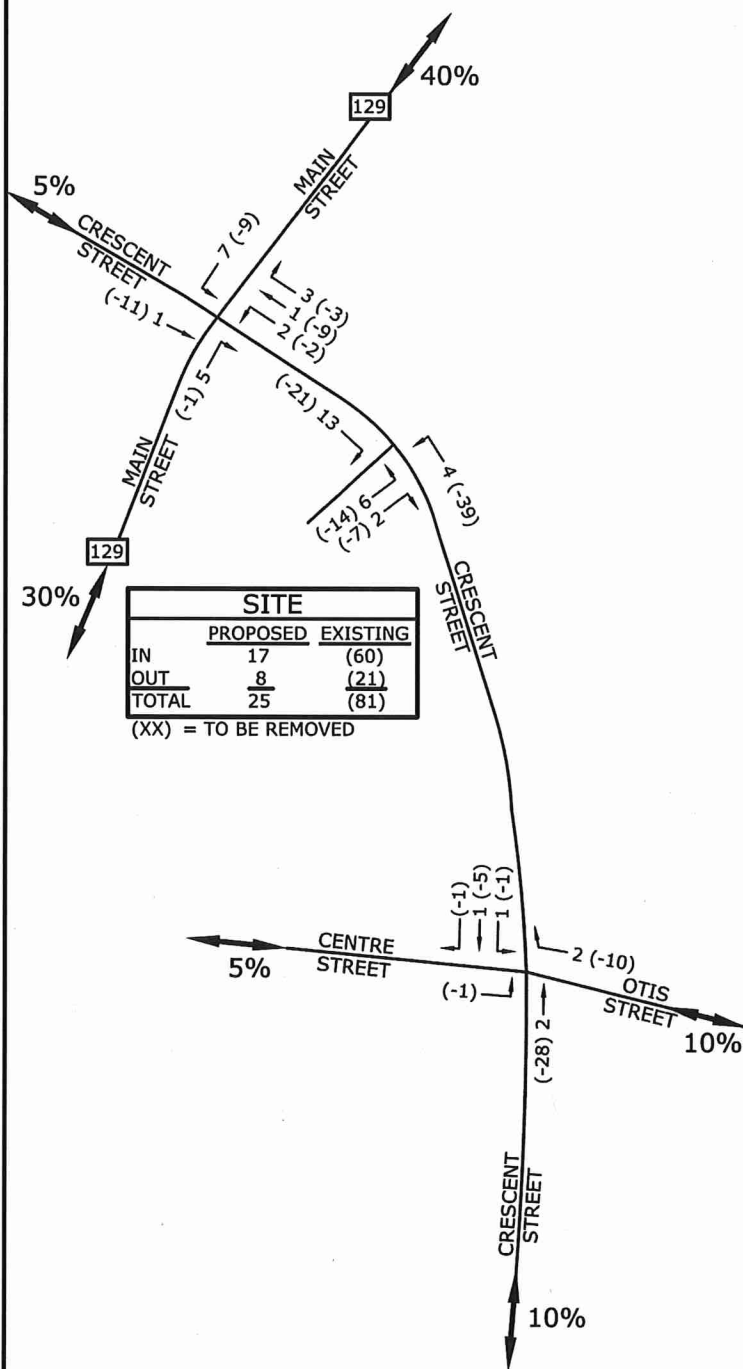 40%
129
MAIN
STREET
5%
CRESCENT
STREET
7 (-9)
3 (-3)
1 (-9)
2 (-2)
(-11) 1
(-1) 5
(-21) 13
MAIN
STREET
4 (-39)
(-14) 6
(-7) 2
129
30%
CRESCENT
STREET
SITE
PROPOSED EXISTING
IN 17 (60)
OUT 8 (21)
TOTAL 25 (81)
(XX) = TO BE REMOVED
(-1)
1 (-5)
1 (-1)
2 (-10)
CENTRE
STREET
5%
(-1)
OTIS
STREET
10%
(-28) 2
CRESCENT
STREET
10%